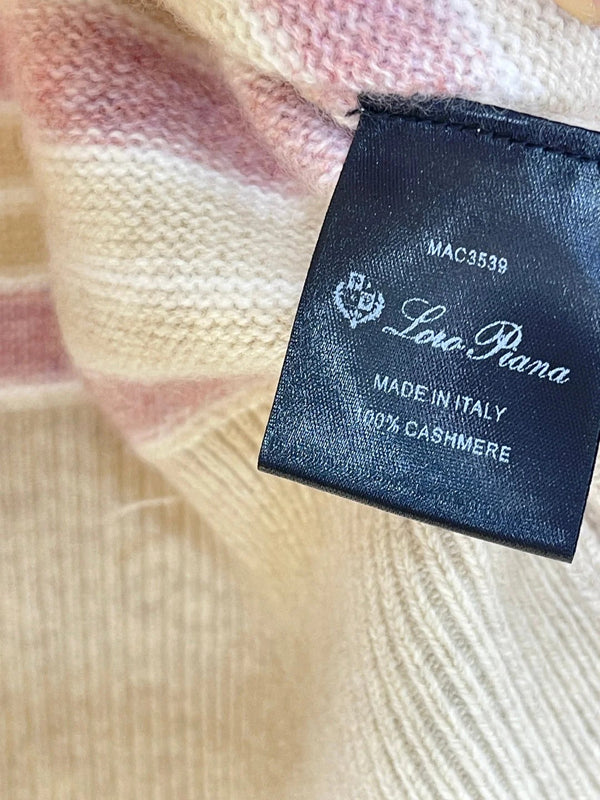 MAC3539
Loro Piana
MADE IN ITALY
100% CASHMERE